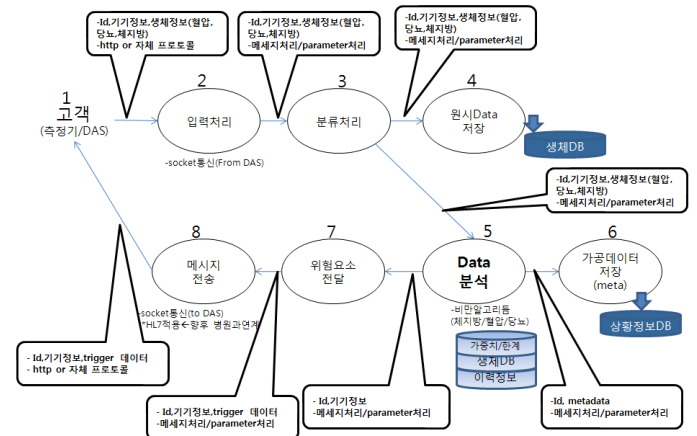 -Id,기기정보,생체정보(혈압,
당뇨,체지방)
-http or 자체 프로토콜
-Id,기기정보,생체정보(혈압,
당뇨,체지방)
-메세지처리/parameter처리
-Id,기기정보,생체정보(혈압,
당뇨,체지방)
-메세지처리/parameter처리
1
고객
(측정기/DAS)
2
입력처리
-socket통신(From DAS)
3
분류처리
4
원시Data
저장
생체DB
-Id,기기정보,생체정보(혈압,
당뇨,체지방)
-메세지처리/parameter처리
8
메시지
전송
-socket통신(to DAS)
*HL7적용<-향후 병원과연계
7
위험요소
전달
5
Data
분석
-비만알고리듬
(체지방/혈압/당뇨)
가중치/한계
생체DB
이력정보
6
가공데이터
저장
(meta)
상황정보DB
- Id,기기정보,trigger 데이터
- http or 자체 프로토콜
- Id,기기정보,trigger 데이터
-메세지처리/parameter처리
- Id,기기정보
-메세지처리/parameter처리
-Id, metadata
-메세지처리/parameter처리